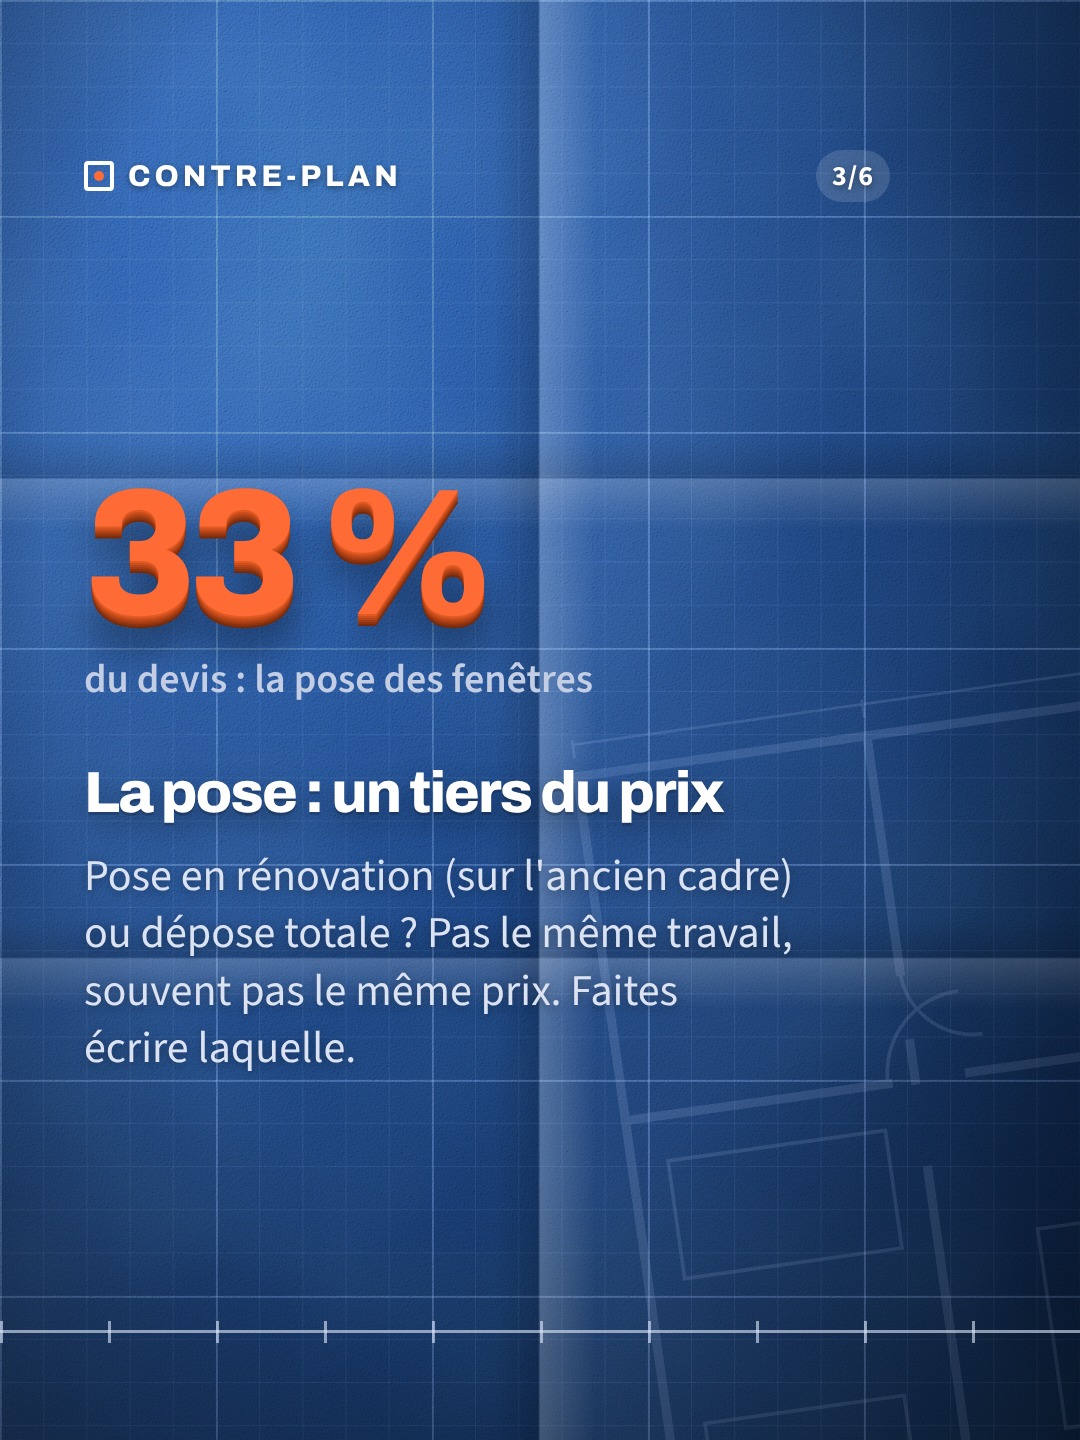 CONTRE-PLAN
3/6
33 %
du devis : la pose des fenêtres
La pose : un tiers du prix
Pose en rénovation (sur l'ancien cadre)
ou dépose totale ? Pas le même travail,
souvent pas le même prix. Faites
écrire laquelle.